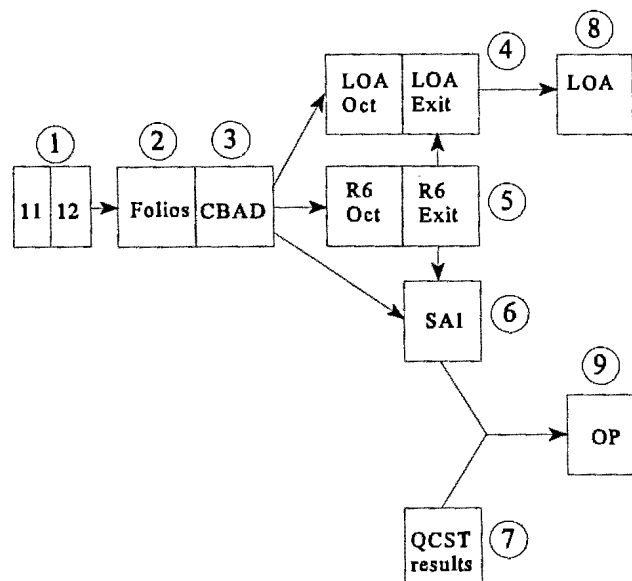 8
4
LOA
Oct
LOA
Exit
LOA
1
2
3
11
12
Folios
CBAD
R6
Oct
R6
Exit
5
SAI
6
9
OP
QCST
results
7